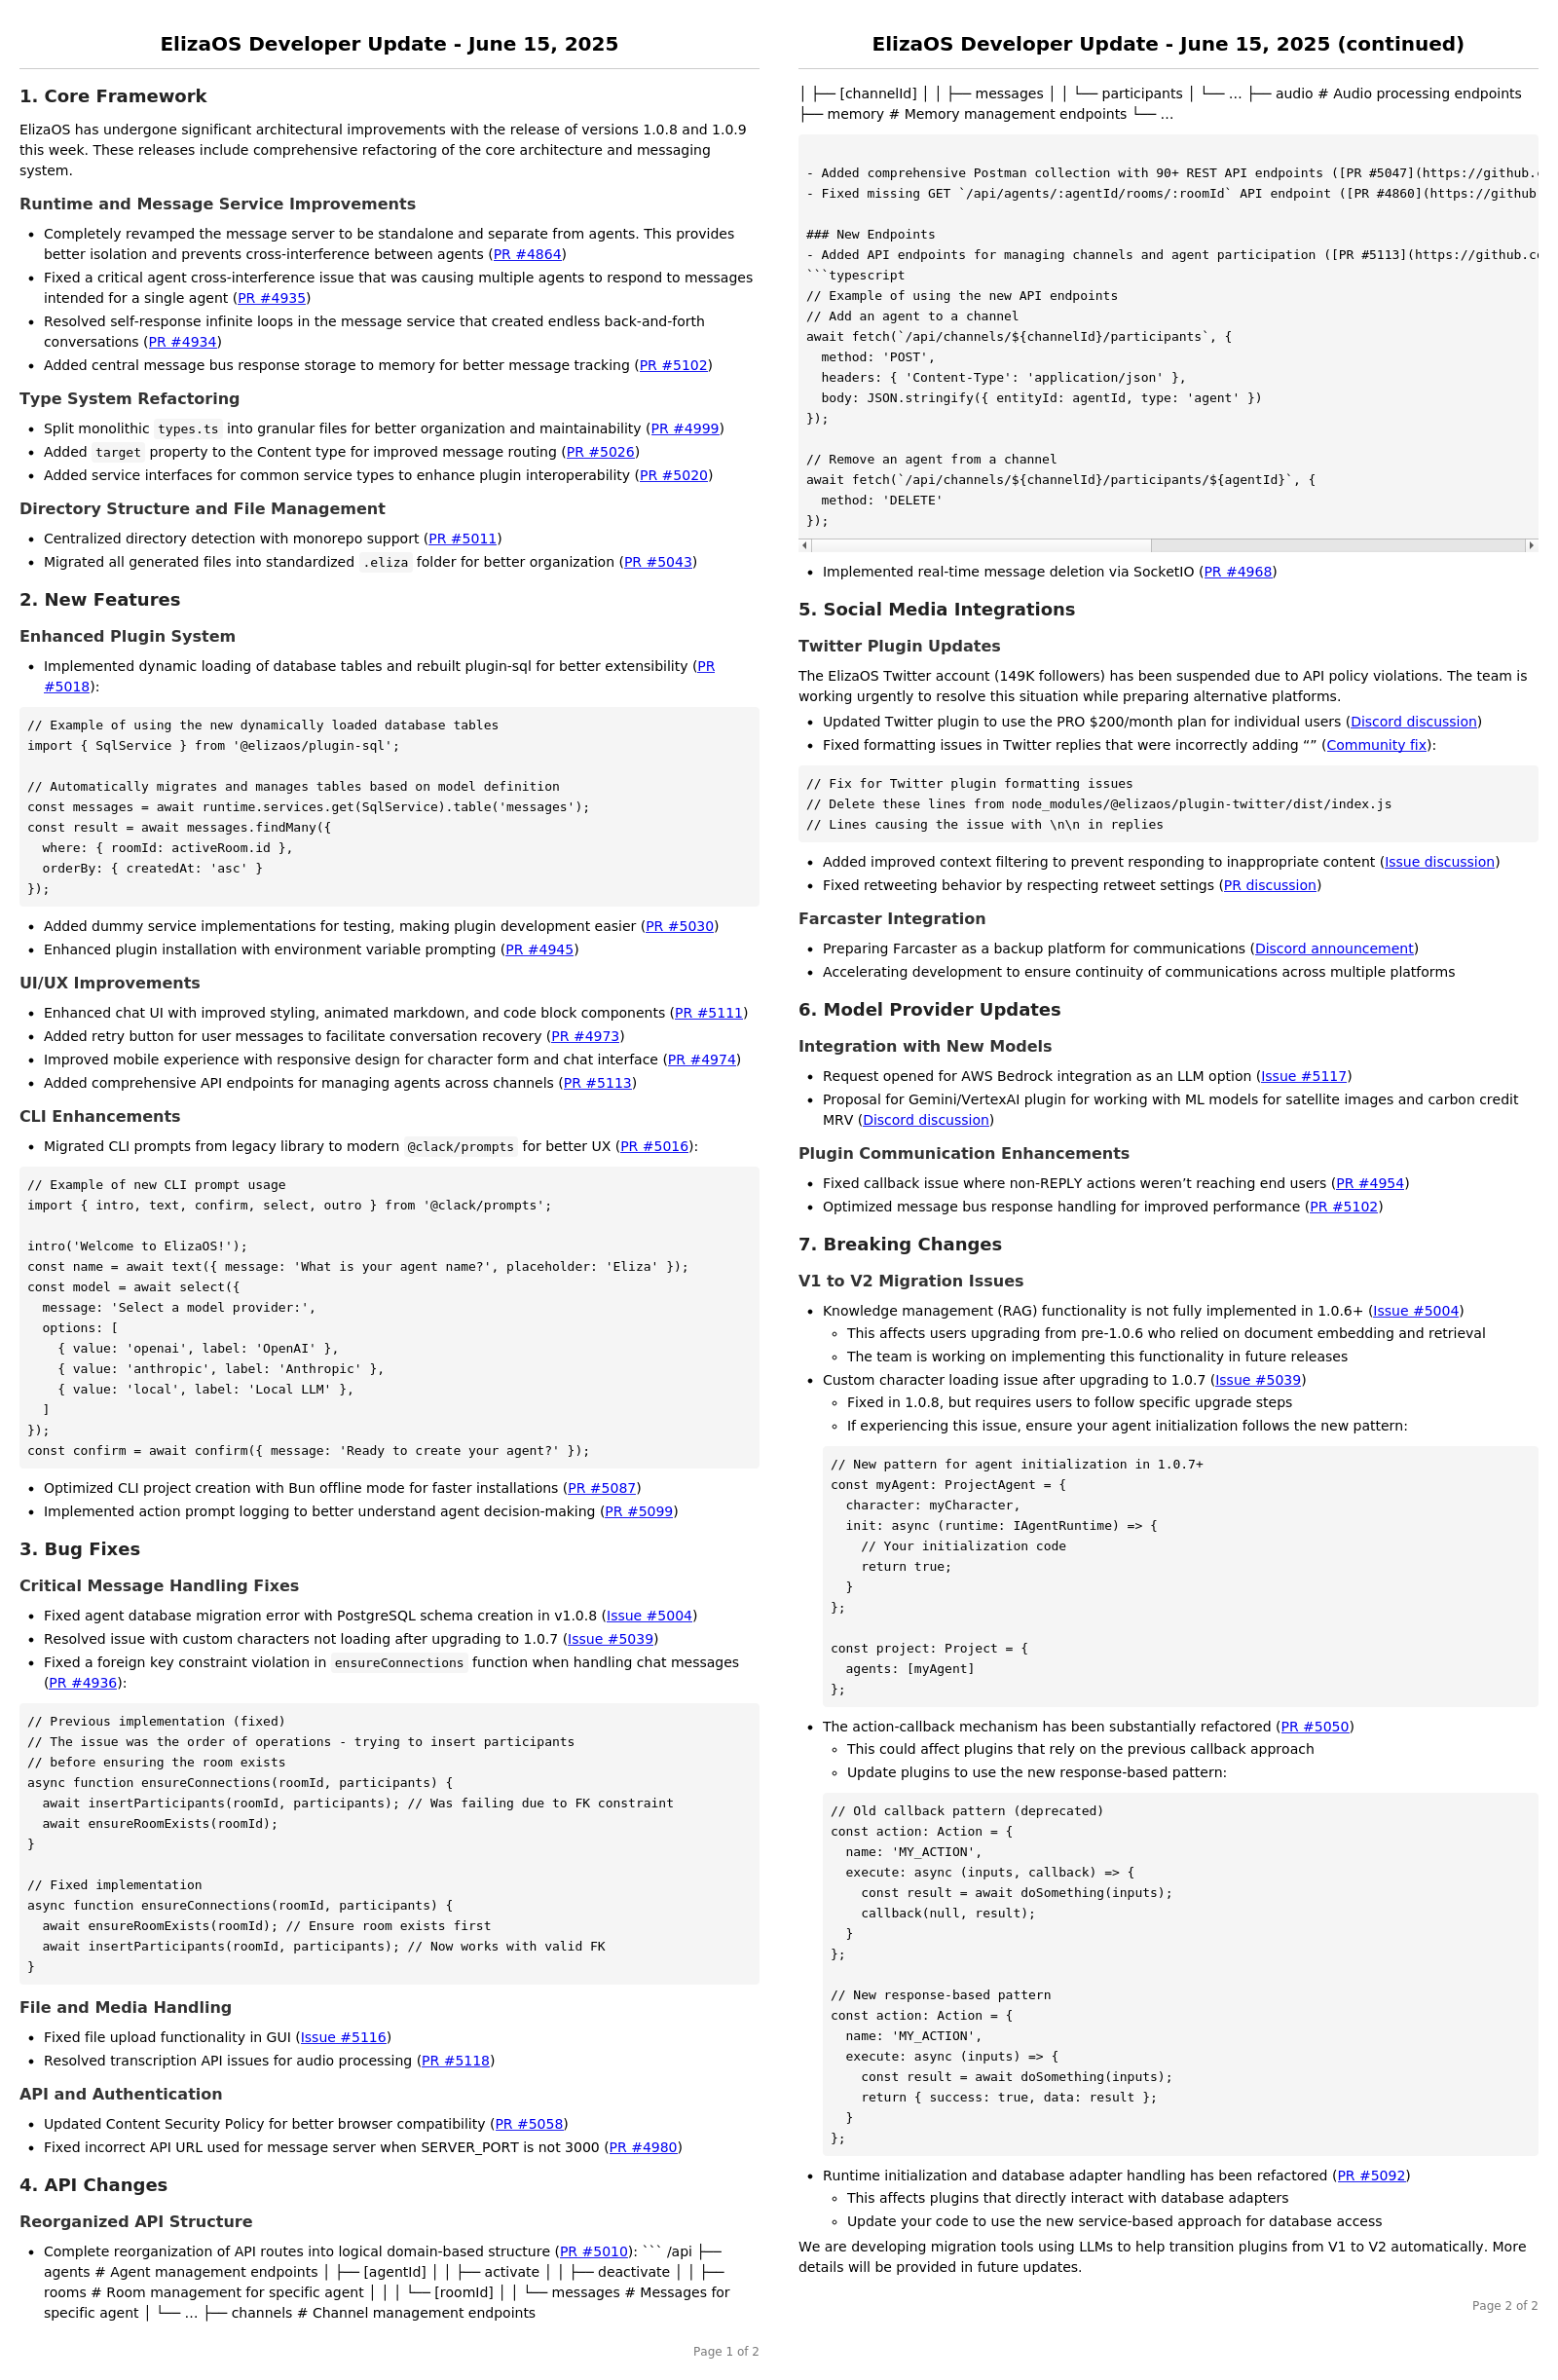 ElizaOS Developer Update - June 15, 2025
1. Core Framework
ElizaOS has undergone significant architectural improvements with the release of versions 1.0.8 and 1.0.9
this week. These releases include comprehensive refactoring of the core architecture and messaging
system.
Runtime and Message Service Improvements
• Completely revamped the message server to be standalone and separate from agents. This provides
better isolation and prevents cross-interference between agents (PR #4864)
• Fixed a critical agent cross-interference issue that was causing multiple agents to respond to messages
intended for a single agent (PR #4935)
• Resolved self-response infinite loops in the message service that created endless back-and-forth
conversations (PR #4934)
• Added central message bus response storage to memory for better message tracking (PR #5102)
Type System Refactoring
• Split monolithic types.ts into granular files for better organization and maintainability (PR #4999)
• Added target property to the Content type for improved message routing (PR #5026)
• Added service interfaces for common service types to enhance plugin interoperability (PR #5020)
Directory Structure and File Management
• Centralized directory detection with monorepo support (PR #5011)
• Migrated all generated files into standardized .eliza folder for better organization (PR #5043)
2. New Features
Enhanced Plugin System
• Implemented dynamic loading of database tables and rebuilt plugin-sql for better extensibility (PR
#5018):
// Example of using the new dynamically loaded database tables
import { SqlService } from '@elizaos/plugin-sql';
// Automatically migrates and manages tables based on model definition
const messages = await runtime.services.get(SqlService).table('messages');
const result = await messages.findMany({
  where: { roomId: activeRoom.id },
  orderBy: { createdAt: 'asc' }
});
• Added dummy service implementations for testing, making plugin development easier (PR #5030)
• Enhanced plugin installation with environment variable prompting (PR #4945)
UI/UX Improvements
• Enhanced chat UI with improved styling, animated markdown, and code block components (PR #5111)
• Added retry button for user messages to facilitate conversation recovery (PR #4973)
• Improved mobile experience with responsive design for character form and chat interface (PR #4974)
• Added comprehensive API endpoints for managing agents across channels (PR #5113)
CLI Enhancements
• Migrated CLI prompts from legacy library to modern @clack/prompts for better UX (PR #5016):
// Example of new CLI prompt usage
import { intro, text, confirm, select, outro } from '@clack/prompts';
intro('Welcome to ElizaOS!');
const name = await text({ message: 'What is your agent name?', placeholder: 'Eliza' });
const model = await select({
  message: 'Select a model provider:',
  options: [
    { value: 'openai', label: 'OpenAI' },
    { value: 'anthropic', label: 'Anthropic' },
    { value: 'local', label: 'Local LLM' },
  ]
});
const confirm = await confirm({ message: 'Ready to create your agent?' });
• Optimized CLI project creation with Bun offline mode for faster installations (PR #5087)
• Implemented action prompt logging to better understand agent decision-making (PR #5099)
3. Bug Fixes
Critical Message Handling Fixes
• Fixed agent database migration error with PostgreSQL schema creation in v1.0.8 (Issue #5004)
• Resolved issue with custom characters not loading after upgrading to 1.0.7 (Issue #5039)
• Fixed a foreign key constraint violation in ensureConnections function when handling chat messages
(PR #4936):
// Previous implementation (fixed)
// The issue was the order of operations - trying to insert participants
// before ensuring the room exists
async function ensureConnections(roomId, participants) {
  await insertParticipants(roomId, participants); // Was failing due to FK constraint
  await ensureRoomExists(roomId);
}
// Fixed implementation
async function ensureConnections(roomId, participants) {
  await ensureRoomExists(roomId); // Ensure room exists first
  await insertParticipants(roomId, participants); // Now works with valid FK
}
File and Media Handling
• Fixed file upload functionality in GUI (Issue #5116)
• Resolved transcription API issues for audio processing (PR #5118)
API and Authentication
• Updated Content Security Policy for better browser compatibility (PR #5058)
• Fixed incorrect API URL used for message server when SERVER_PORT is not 3000 (PR #4980)
4. API Changes
Reorganized API Structure
• Complete reorganization of API routes into logical domain-based structure (PR #5010): ``` /api ├──
agents # Agent management endpoints │ ├── [agentId] │ │ ├── activate │ │ ├── deactivate │ │ ├──
rooms # Room management for specific agent │ │ │ └── [roomId] │ │ └── messages # Messages for
specific agent │ └── … ├── channels # Channel management endpoints
Page 1 of 2
ElizaOS Developer Update - June 15, 2025 (continued)
│ ├── [channelId] │ │ ├── messages │ │ └── participants │ └── … ├── audio # Audio processing endpoints
├── memory # Memory management endpoints └── …
- Added comprehensive Postman collection with 90+ REST API endpoints ([PR #5047](https://github.
- Fixed missing GET `/api/agents/:agentId/rooms/:roomId` API endpoint ([PR #4860](https://github
### New Endpoints
- Added API endpoints for managing channels and agent participation ([PR #5113](https://github.c
```typescript
// Example of using the new API endpoints
// Add an agent to a channel
await fetch(`/api/channels/${channelId}/participants`, {
  method: 'POST',
  headers: { 'Content-Type': 'application/json' },
  body: JSON.stringify({ entityId: agentId, type: 'agent' })
});
// Remove an agent from a channel
await fetch(`/api/channels/${channelId}/participants/${agentId}`, {
  method: 'DELETE'
});
• Implemented real-time message deletion via SocketIO (PR #4968)
5. Social Media Integrations
Twitter Plugin Updates
The ElizaOS Twitter account (149K followers) has been suspended due to API policy violations. The team is
working urgently to resolve this situation while preparing alternative platforms.
• Updated Twitter plugin to use the PRO $200/month plan for individual users (Discord discussion)
• Fixed formatting issues in Twitter replies that were incorrectly adding “” (Community fix):
// Fix for Twitter plugin formatting issues
// Delete these lines from node_modules/@elizaos/plugin-twitter/dist/index.js
// Lines causing the issue with \n\n in replies
• Added improved context filtering to prevent responding to inappropriate content (Issue discussion)
• Fixed retweeting behavior by respecting retweet settings (PR discussion)
Farcaster Integration
• Preparing Farcaster as a backup platform for communications (Discord announcement)
• Accelerating development to ensure continuity of communications across multiple platforms
6. Model Provider Updates
Integration with New Models
• Request opened for AWS Bedrock integration as an LLM option (Issue #5117)
• Proposal for Gemini/VertexAI plugin for working with ML models for satellite images and carbon credit
MRV (Discord discussion)
Plugin Communication Enhancements
• Fixed callback issue where non-REPLY actions weren’t reaching end users (PR #4954)
• Optimized message bus response handling for improved performance (PR #5102)
7. Breaking Changes
V1 to V2 Migration Issues
• Knowledge management (RAG) functionality is not fully implemented in 1.0.6+ (Issue #5004)
◦ This affects users upgrading from pre-1.0.6 who relied on document embedding and retrieval
◦ The team is working on implementing this functionality in future releases
• Custom character loading issue after upgrading to 1.0.7 (Issue #5039)
◦ Fixed in 1.0.8, but requires users to follow specific upgrade steps
◦ If experiencing this issue, ensure your agent initialization follows the new pattern:
// New pattern for agent initialization in 1.0.7+
const myAgent: ProjectAgent = {
  character: myCharacter,
  init: async (runtime: IAgentRuntime) => {
    // Your initialization code
    return true;
  }
};
const project: Project = {
  agents: [myAgent]
};
• The action-callback mechanism has been substantially refactored (PR #5050)
◦ This could affect plugins that rely on the previous callback approach
◦ Update plugins to use the new response-based pattern:
// Old callback pattern (deprecated)
const action: Action = {
  name: 'MY_ACTION',
  execute: async (inputs, callback) => {
    const result = await doSomething(inputs);
    callback(null, result);
  }
};
// New response-based pattern
const action: Action = {
  name: 'MY_ACTION',
  execute: async (inputs) => {
    const result = await doSomething(inputs);
    return { success: true, data: result };
  }
};
• Runtime initialization and database adapter handling has been refactored (PR #5092)
◦ This affects plugins that directly interact with database adapters
◦ Update your code to use the new service-based approach for database access
We are developing migration tools using LLMs to help transition plugins from V1 to V2 automatically. More
details will be provided in future updates.
Page 2 of 2